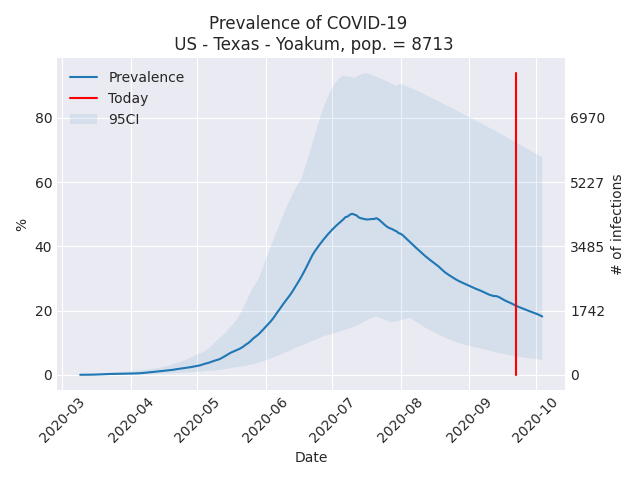 Prevalence of COVID-19
US - Texas - Yoakum, pop. = 8713
Prevalence
Today
95CI
%
80
60
40
20
0
6970
5227
3485
1742
0
# of infections
2020-03
2020-04
2020-05
2020-06
2020-07
2020-08
2020-09
2020-10
Date